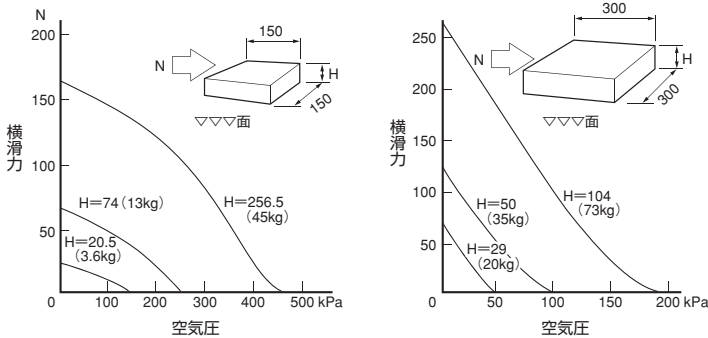 N
200
150
100
50
0
100
200
300
400
500 kPa
横滑力
空気圧
150
N
H
150
▽▽▽面
H=74(13kg)
H=20.5
(3.6kg)
H=256.5
(45kg)
250
200
150
100
50
0
50
100
150
200 kPa
横滑力
空気圧
300
N
H
300
▽▽▽面
H=104
(73kg)
H=50
(35kg)
H=29
(20kg)